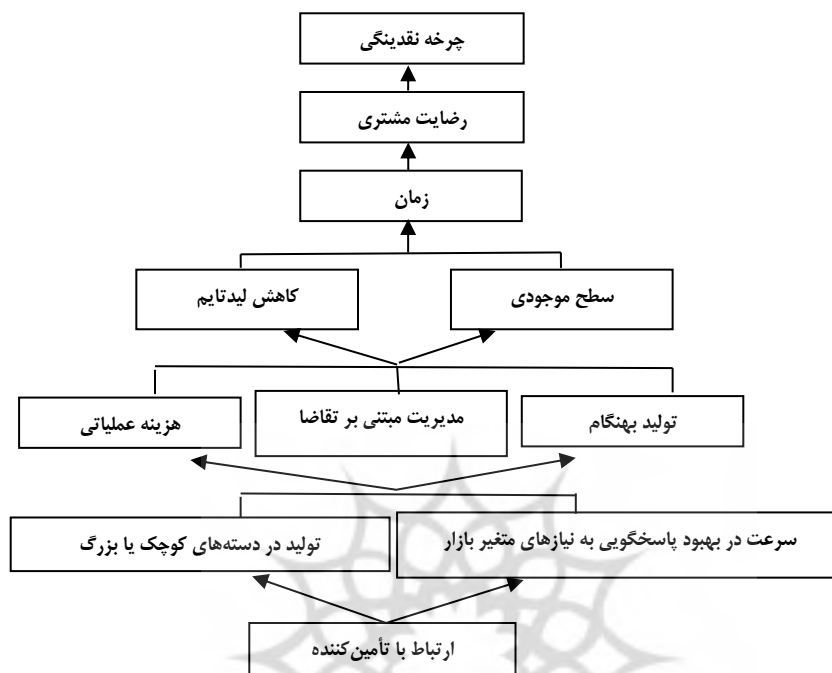 چرخه نقدینگی
رضایت مشتری
زمان
سطح موجودی
کاهش لیدتایم
تولید بهنگام
مدیریت مبتنی بر تقاضا
هزینه عملیاتی
سرعت در بهبود پاسخگویی به نیازهای متغیر بازار
تولید در دسته‌های کوچک یا بزرگ
ارتباط با تأمین‌کننده